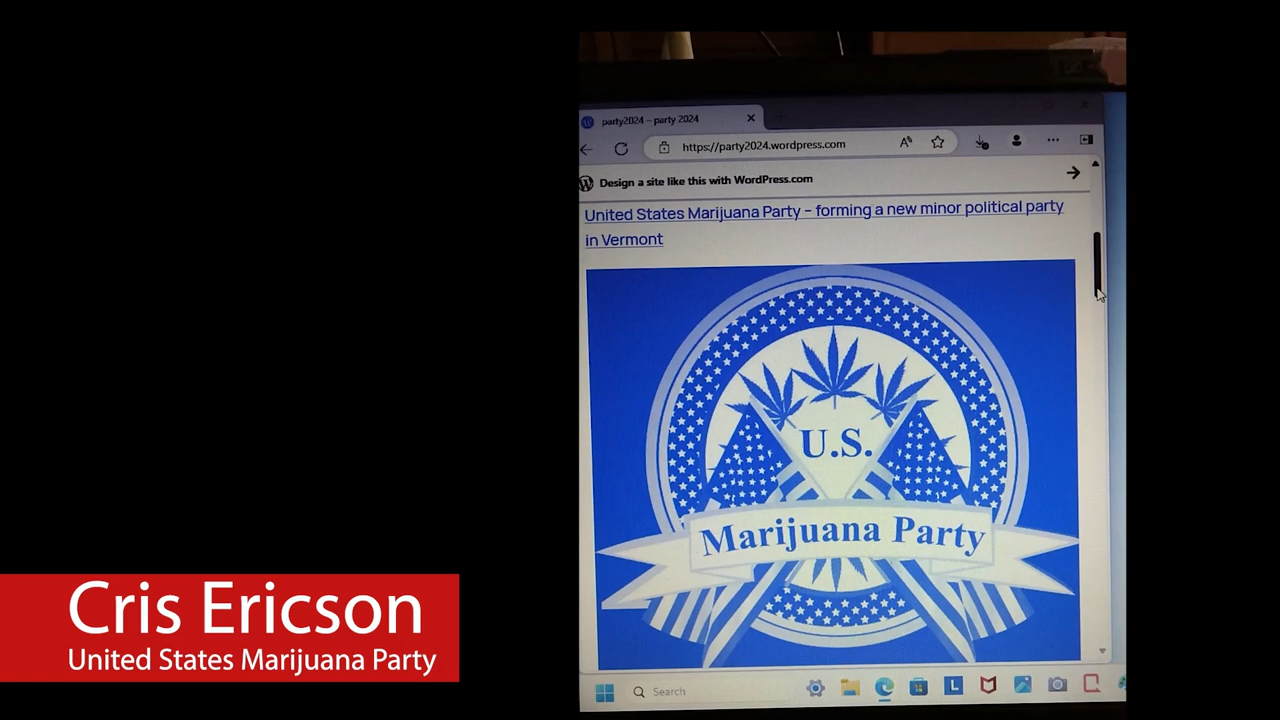 party2024 – party 2024
https://party2024.wordpress.com
Design a site like this with WordPress.com
United States Marijuana Party – forming a new minor political party
in Vermont
U.S.
Marijuana Party
Search
Cris Ericson
United States Marijuana Party